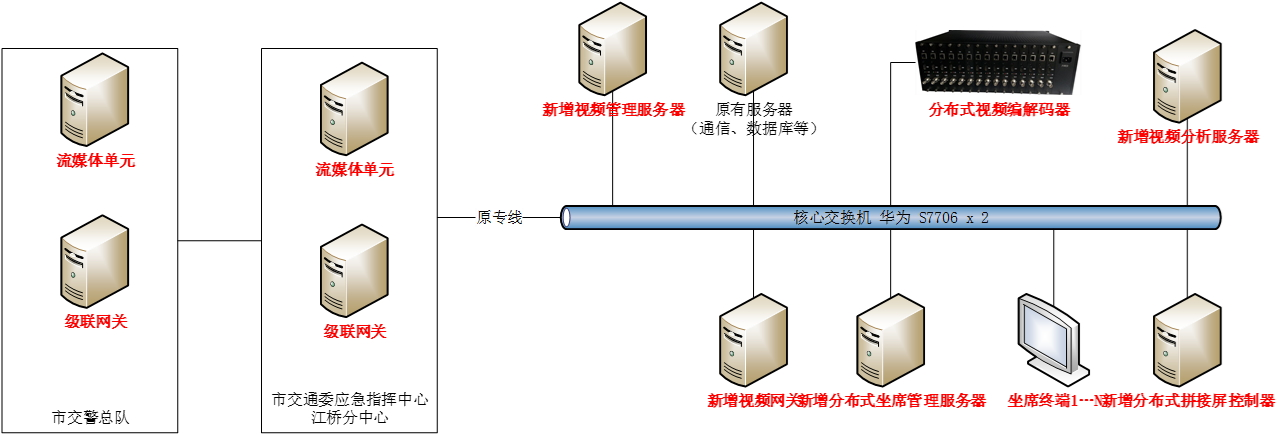 新增视频管理服务器
原有服务器
（通信、数据库等）
分布式视频编解码器
新增视频分析服务器
流媒体单元
流媒体单元
原专线
核心交换机 华为 S7706 x 2
级联网关
级联网关
新增视频网关
新增分布式坐席管理服务器
坐席终端1…N
新增分布式拼接屏控制器
市交警总队
市交通委应急指挥中心
江桥分中心